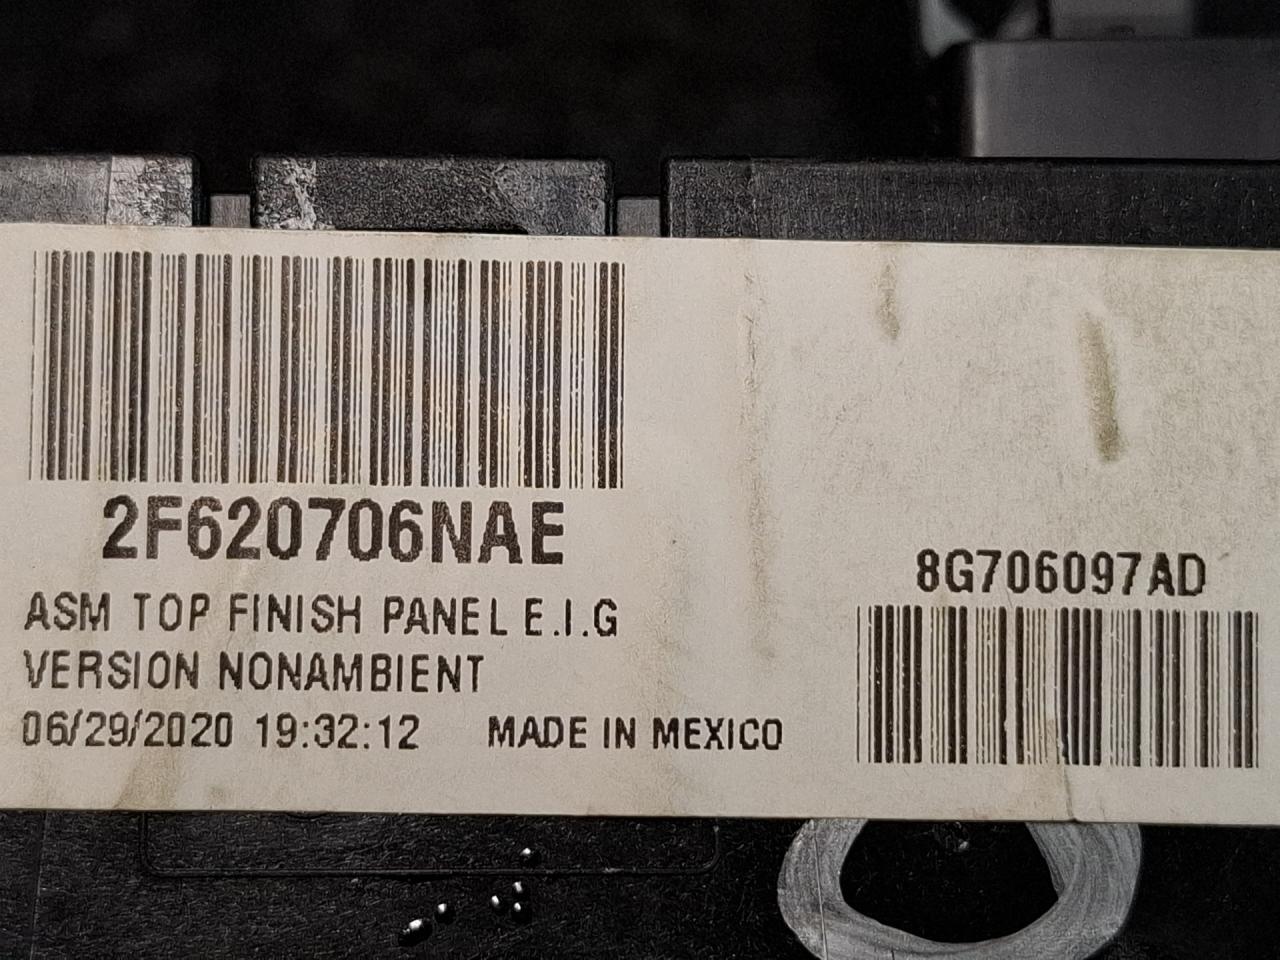 2F620706NAE
ASM TOP FINISH PANEL E.I.G
VERSION NONAMBIENT
06/29/2020 19:32:12 MADE IN MEXICO
8G706097AD